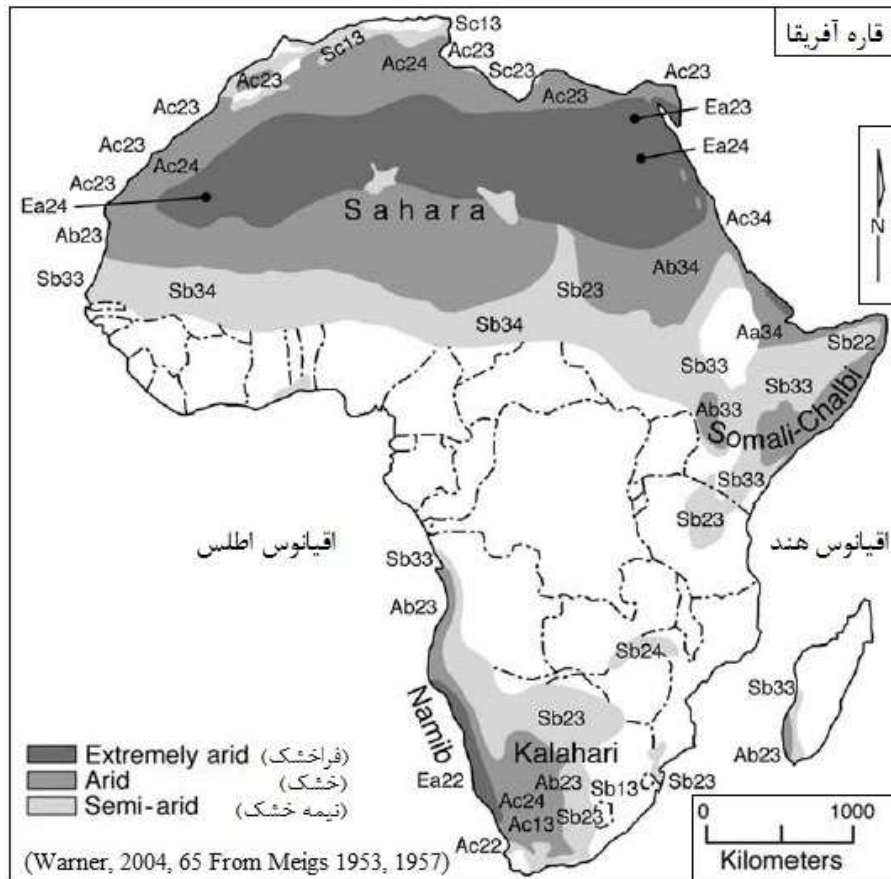 قاره آفریقا
Sc13
Sc13
Ac23
Ac24
Sc23
Ac23
Ac23
Ac23
Ac23
Ea23
Ac23
Ac24
Ea24
Ac23
Ea24
Sahara
Ac34
N
Ab23
Ab34
Sb33
Sb34
Sb23
Sb34
Aa34
Sb22
Sb33
Sb33
Ab33
Somali-Chalbi
Sb33
Sb23
اقیانوس اطلس
اقیانوس هند
Sb33
Ab23
Sb24
Sb33
Namib
Sb23
Kalahari
Ab23
Ea22
Ab23
Sb13
Sb23
Ac24
Ac13
Sb23
Ac22
Extremely arid (فراخشک)
Arid (خشک)
Semi-arid (نیمه خشک)
0 1000
Kilometers
(Warner, 2004, 65 From Meigs 1953, 1957)